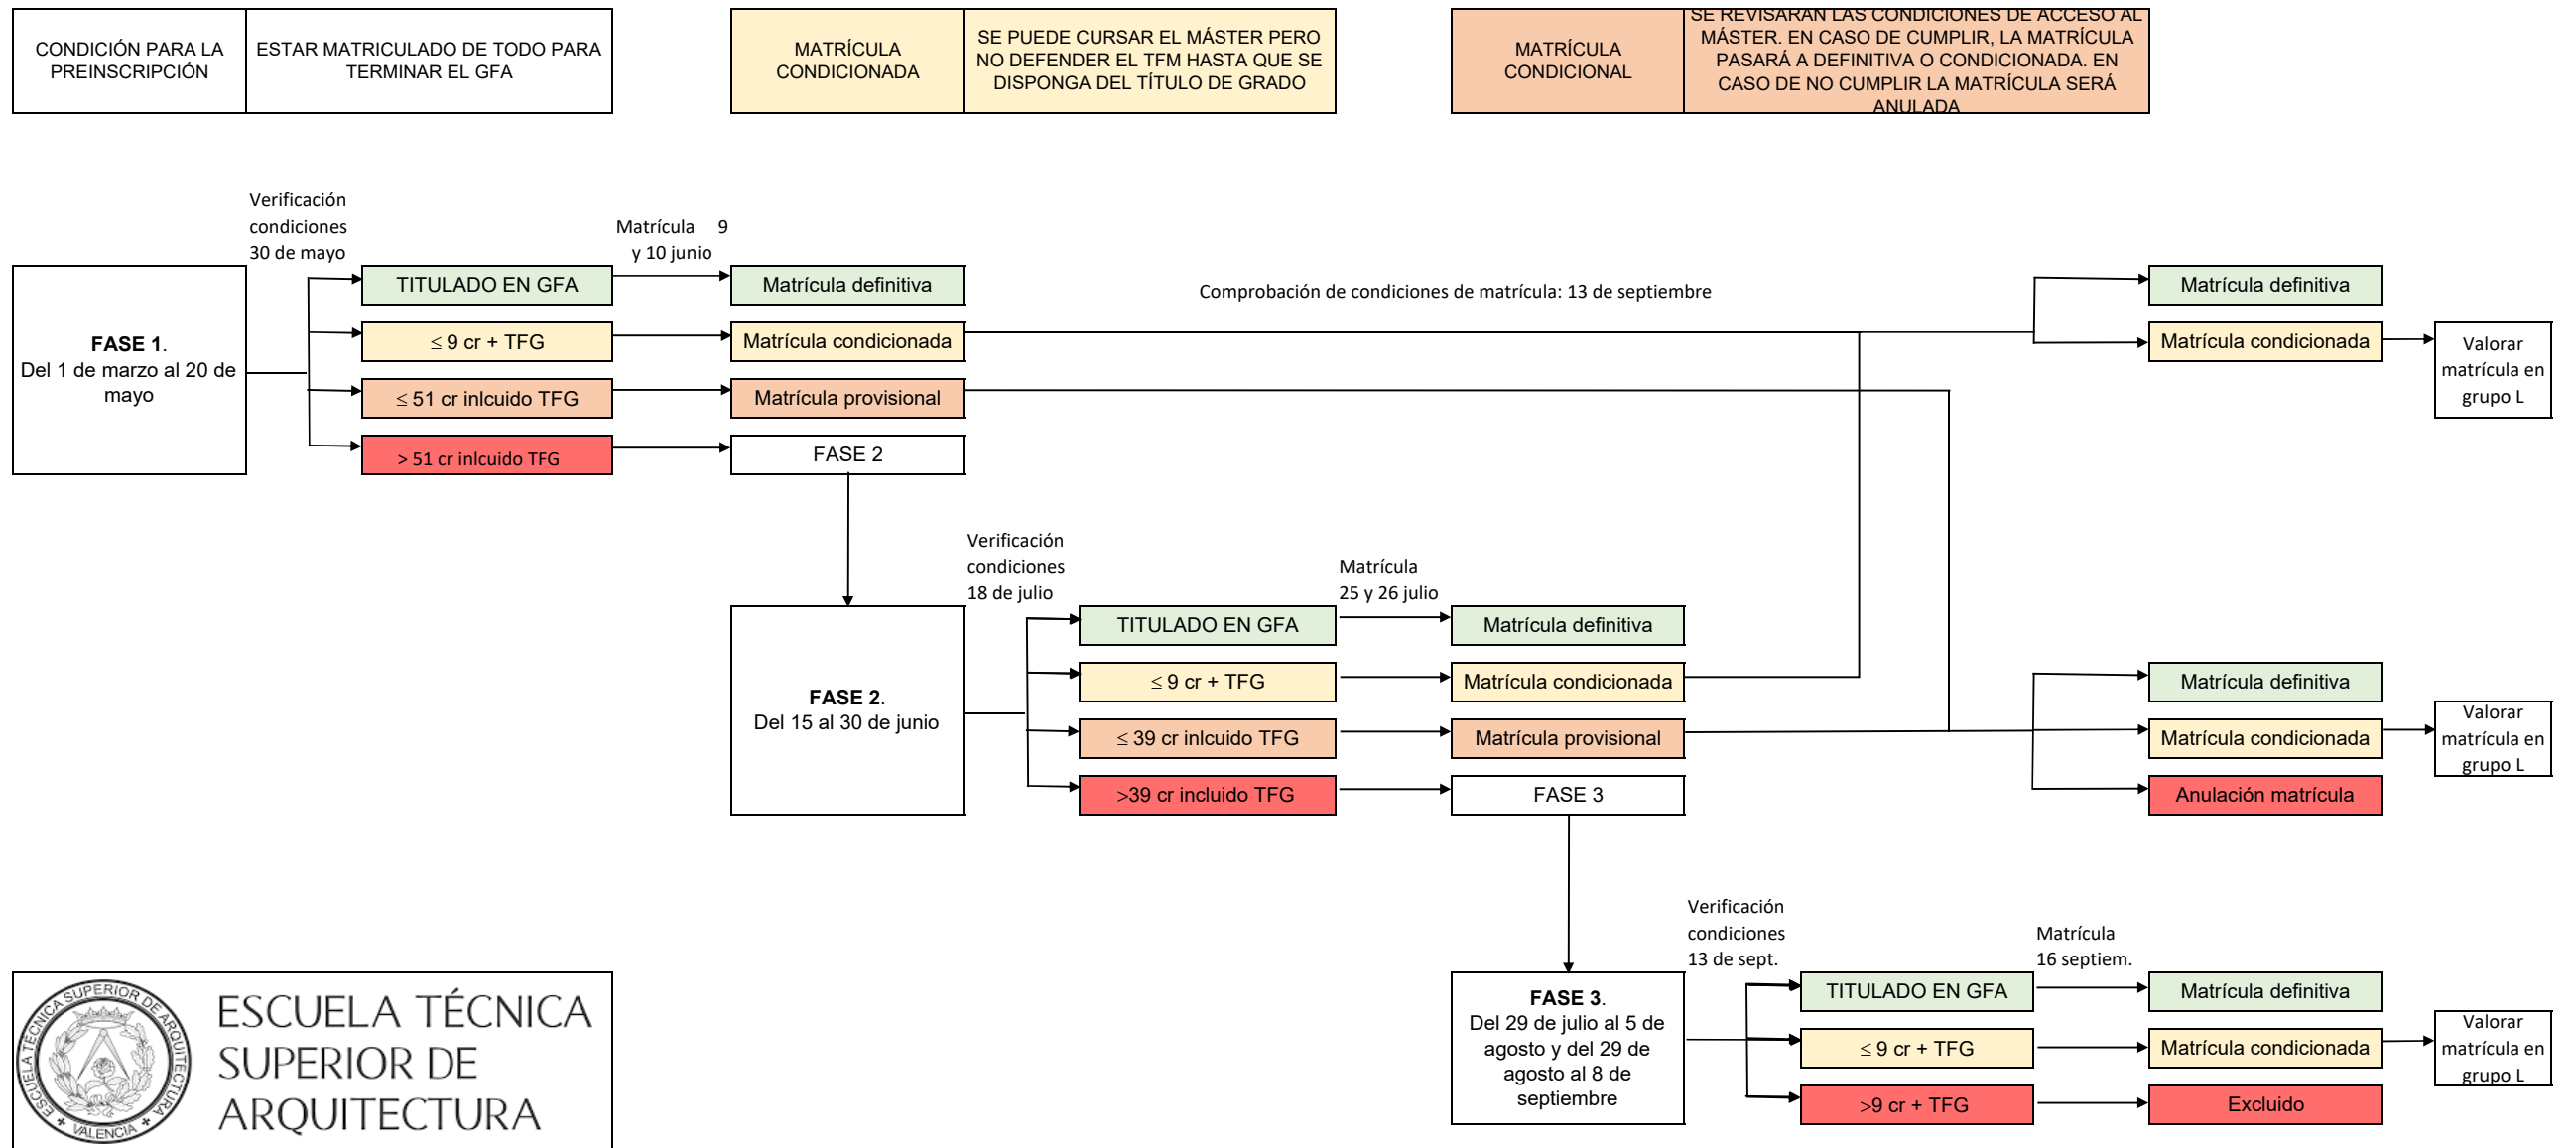 CONDICIÓN PARA LA
PREINSCRIPCIÓN
ESTAR MATRICULADO DE TODO PARA
TERMINAR EL GFA
MATRÍCULA
CONDICIONADA
SE PUEDE CURSAR EL MÁSTER PERO
NO DEFENDER EL TFM HASTA QUE SE
DISPONGA DEL TÍTULO DE GRADO
MATRÍCULA
CONDICIONAL
SE REVISARAN LAS CONDICIONES DE ACCESO AL
MÁSTER. EN CASO DE CUMPLIR, LA MATRÍCULA
PASARÁ A DEFINITIVA O CONDICIONADA. EN
CASO DE NO CUMPLIR LA MATRÍCULA SERÁ
ANULADA
Verificación
condiciones
30 de mayo
Matrícula 9
y 10 junio
FASE 1.
Del 1 de marzo al 20 de
mayo
TITULADO EN GFA
≤ 9 cr + TFG
≤ 51 cr inlcuido TFG
> 51 cr inlcuido TFG
Matrícula definitiva
Matrícula condicionada
Matrícula provisional
FASE 2
Comprobación de condiciones de matrícula: 13 de septiembre
Matrícula definitiva
Matrícula condicionada
Valorar
matrícula en
grupo L
Verificación
condiciones
18 de julio
Matrícula
25 y 26 julio
FASE 2.
Del 15 al 30 de junio
TITULADO EN GFA
≤ 9 cr + TFG
≤ 39 cr inlcuido TFG
>39 cr incluido TFG
Matrícula definitiva
Matrícula condicionada
Matrícula provisional
FASE 3
Matrícula definitiva
Matrícula condicionada
Anulación matrícula
Valorar
matrícula en
grupo L
Verificación
condiciones
13 de sept.
Matrícula
16 septiem.
FASE 3.
Del 29 de julio al 5 de
agosto y del 29 de
agosto al 8 de
septiembre
TITULADO EN GFA
≤ 9 cr + TFG
>9 cr + TFG
Matrícula definitiva
Matrícula condicionada
Excluido
Valorar
matrícula en
grupo L
ESCUELA TÉCNICA SUPERIOR DE ARQUITECTURA
VALENCIA
ESCUELA TÉCNICA
SUPERIOR DE
ARQUITECTURA